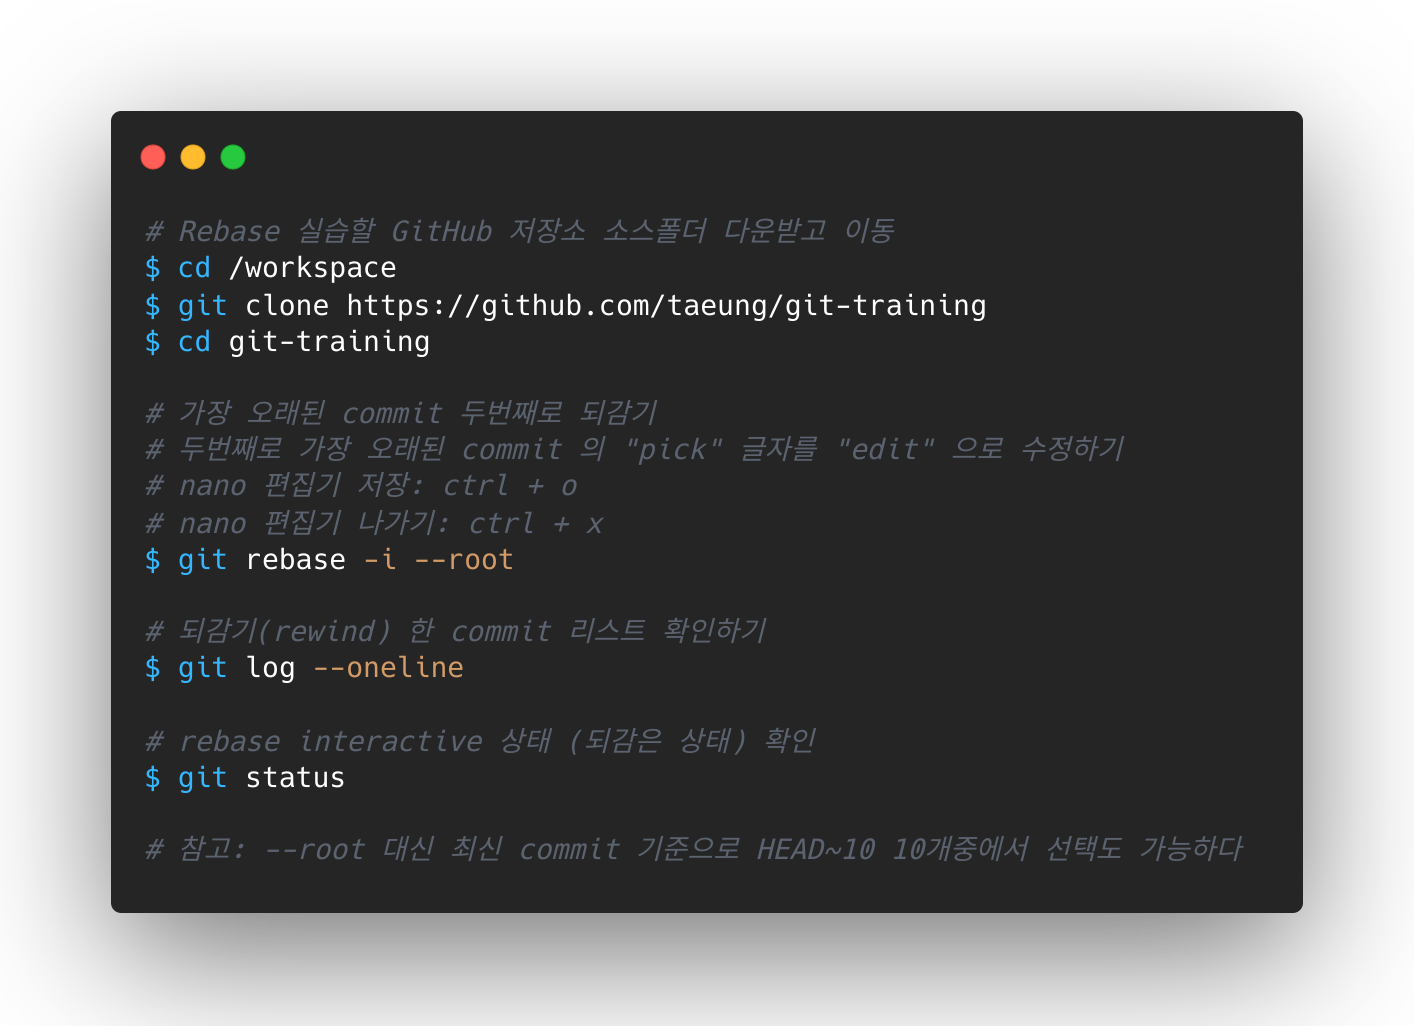 # Rebase 실습할 GitHub 저장소 소스폴더 다운받고 이동
$ cd /workspace
$ git clone https://github.com/taeung/git-training
$ cd git-training
# 가장 오래된 commit 두번째로 되감기
# 두번째로 가장 오래된 commit 의 "pick" 글자를 "edit" 으로 수정하기
# nano 편집기 저장: ctrl + o
# nano 편집기 나가기: ctrl + x
$ git rebase -i --root
# 되감기(rewind) 한 commit 리스트 확인하기
$ git log --oneline
# rebase interactive 상태 (되감은 상태) 확인
$ git status
# 참고: --root 대신 최신 commit 기준으로 HEAD~10 10개중에서 선택도 가능하다